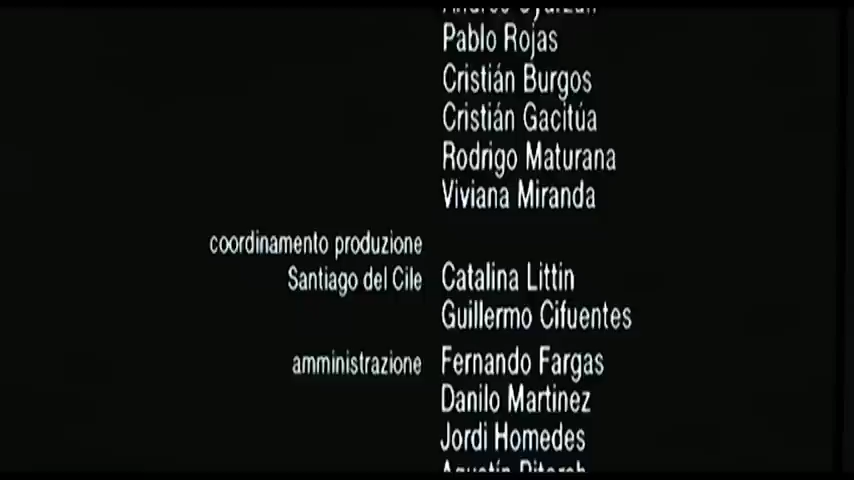 Pablo Rojas
Cristián Burgos
Cristián Gacitúa
Rodrigo Maturana
Viviana Miranda
coordinamento produzione
Santiago del Cile Catalina Littin
Guillermo Cifuentes
amministrazione Fernando Fargas
Danilo Martinez
Jordi Homedes